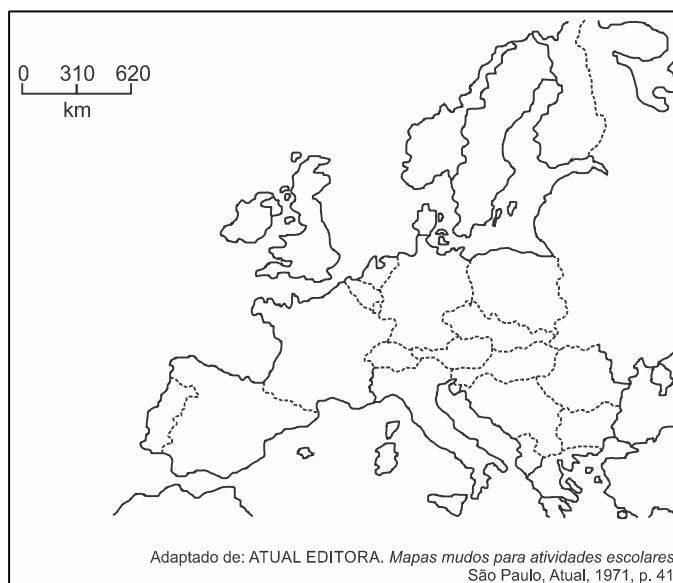 0 310 620
km
Adaptado de: ATUAL EDITORA. Mapas mudos para atividades escolares
São Paulo, Atual, 1971, p. 41